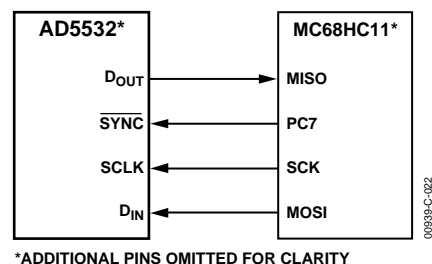 AD5532* MC68HC11*
DOUT MISO
SYNC PC7
SCLK SCK
DIN MOSI
*ADDITIONAL PINS OMITTED FOR CLARITY
00939-C-022